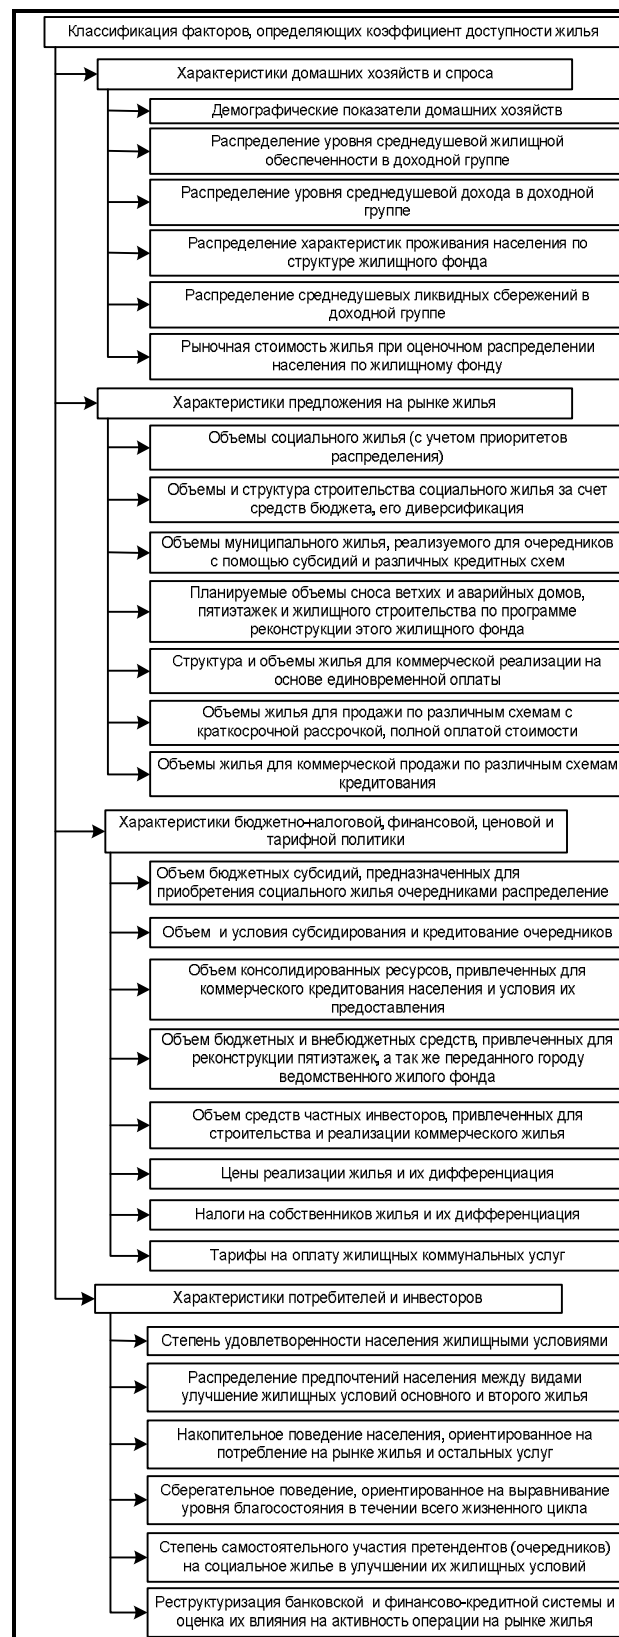 Классификация факторов, определяющих коэффициент доступности жилья
Характеристики домашних хозяйств и спроса
Демографические показатели домашних хозяйств
Распределение уровня среднедушевой жилищной
обеспеченности в доходной группе
Распределение уровня среднедушевой дохода в доходной
группе
Распределение характеристик проживания населения по
структуре жилищного фонда
Распределение среднедушевых ликвидных сбережений в
доходной группе
Рыночная стоимость жилья при оценочном распределении
населения по жилищному фонду
Характеристики предложения на рынке жилья
Объемы социального жилья (с учетом приоритетов
распределения)
Объемы и структура строительства социального жилья за счет
средств бюджета, его диверсификация
Объемы муниципального жилья, реализуемого для очередников
с помощью субсидий и различных кредитных схем
Планируемые объемы сноса ветхих и аварийных домов,
пятиэтажек и жилищного строительства по программе
реконструкции этого жилищного фонда
Структура и объемы жилья для коммерческой реализации на
основе единовременной оплаты
Объемы жилья для продажи по различным схемам с
краткосрочной рассрочкой, полной оплатой стоимости
Объемы жилья для коммерческой продажи по различным схемам
кредитования
Характеристики бюджетно-налоговой, финансовой, ценовой и
тарифной политики
Объем бюджетных субсидий, предназначенных для
приобретения социального жилья очередниками распределение
Объем и условия субсидирования и кредитование очередников
Объем консолидированных ресурсов, привлеченных для
коммерческого кредитования населения и условия их
предоставления
Объем бюджетных и внебюджетных средств, привлеченных для
реконструкции пятиэтажек, а так же переданного городу
ведомственного жилого фонда
Объем средств частных инвесторов, привлеченных для
строительства и реализации коммерческого жилья
Цены реализации жилья и их дифференциация
Налоги на собственников жилья и их дифференциация
Тарифы на оплату жилищных коммунальных услуг
Характеристики потребителей и инвесторов
Степень удовлетворенности населения жилищными условиями
Распределение предпочтений населения между видами
улучшение жилищных условий основного и второго жилья
Накопительное поведение населения, ориентированное на
потребление на рынке жилья и остальных услуг
Сберегательное поведение, ориентированное на выравнивание
уровня благосостояния в течении всего жизненного цикла
Степень самостоятельного участия претендентов (очередников)
на социальное жилье в улучшении их жилищных условий
Реструктуризация банковской и финансово-кредитной системы и
оценка их влияния на активность операции на рынке жилья